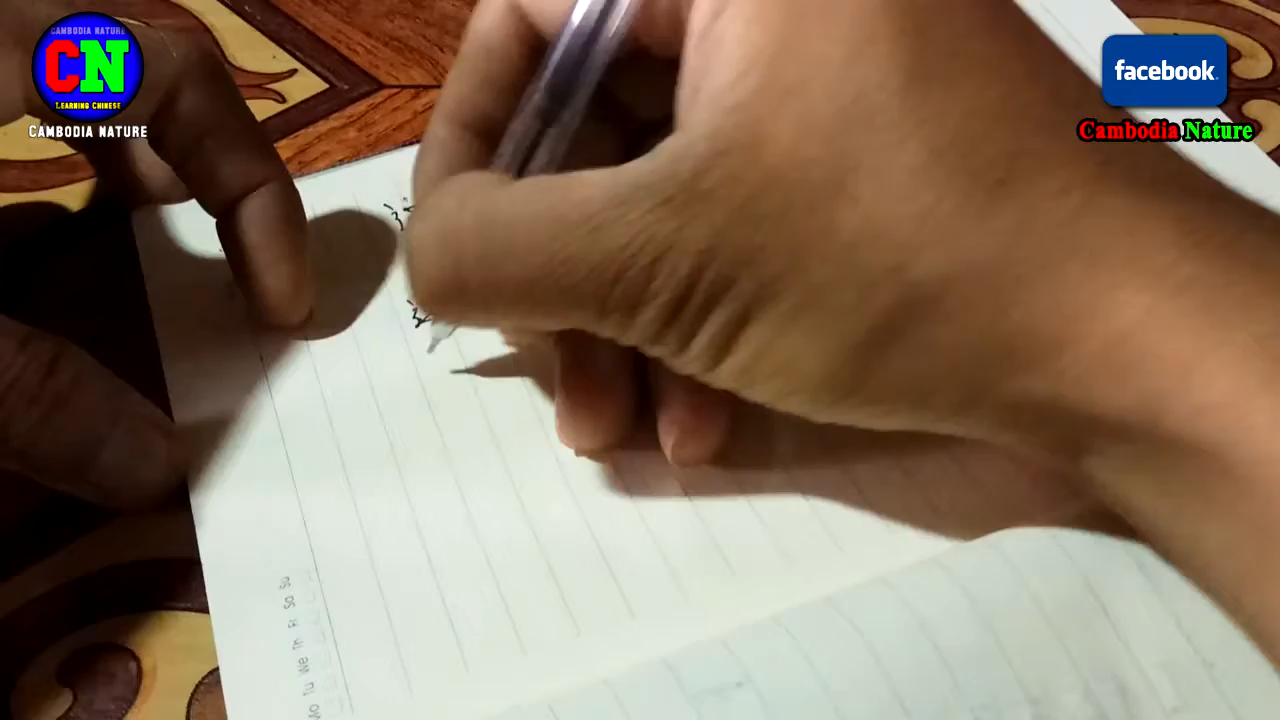 CAMBODIA NATURE
CN
LEARNING CHINESE
CAMBODIA NATURE
facebook
Cambodia Nature
Mo Tu We Th Fr Sa Su